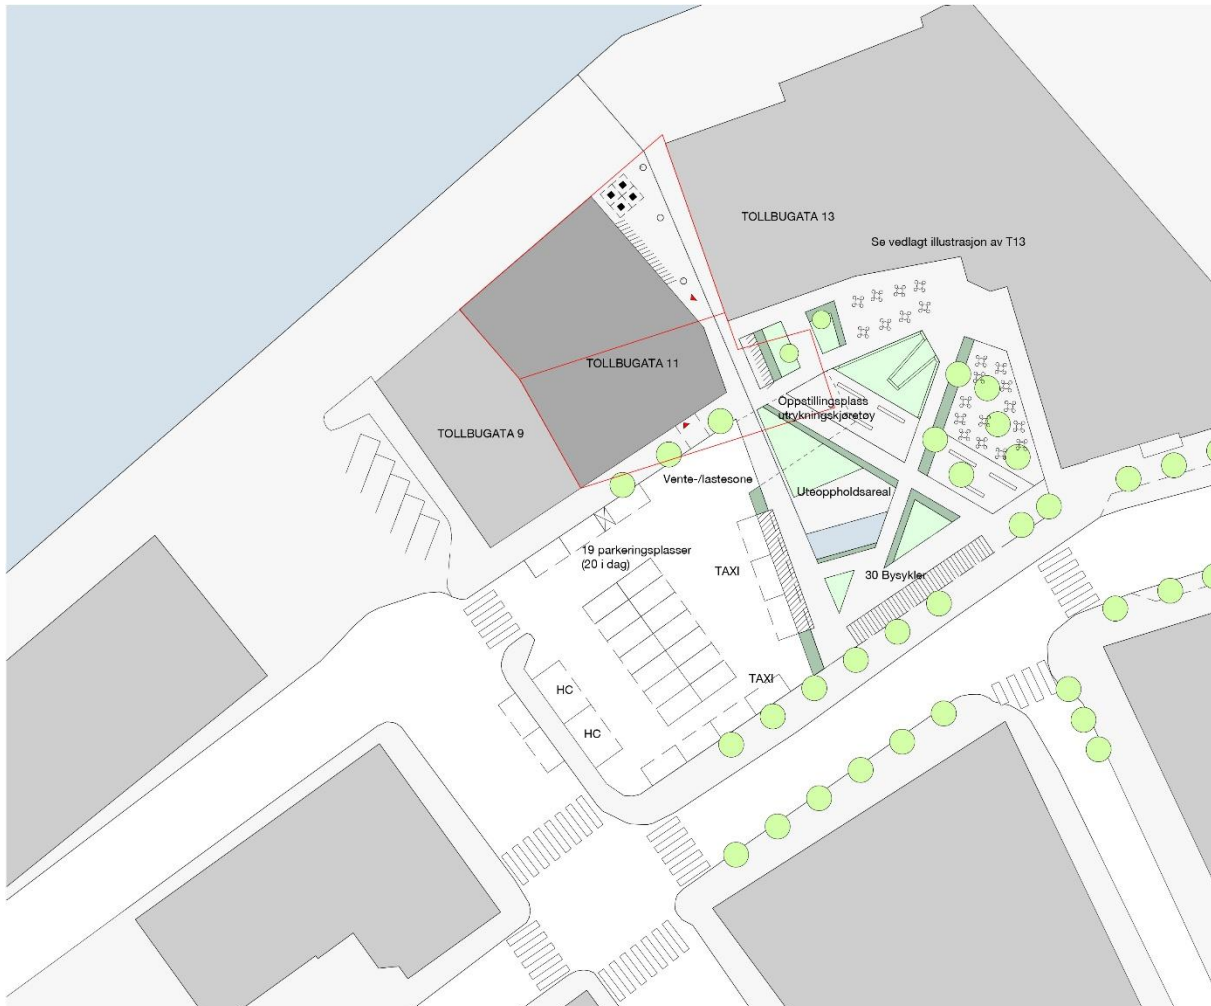 TOLLBUGATA 13
Se vedlagt illustrasjon av T13
TOLLBUGATA 11
TOLLBUGATA 9
Oppstillingsplass
utrykningskjøretøy
Vente-/lastesone
Uteoppholdsareal
19 parkeringsplasser
(20 i dag)
TAXI
30 Bysykler
TAXI
HC
HC